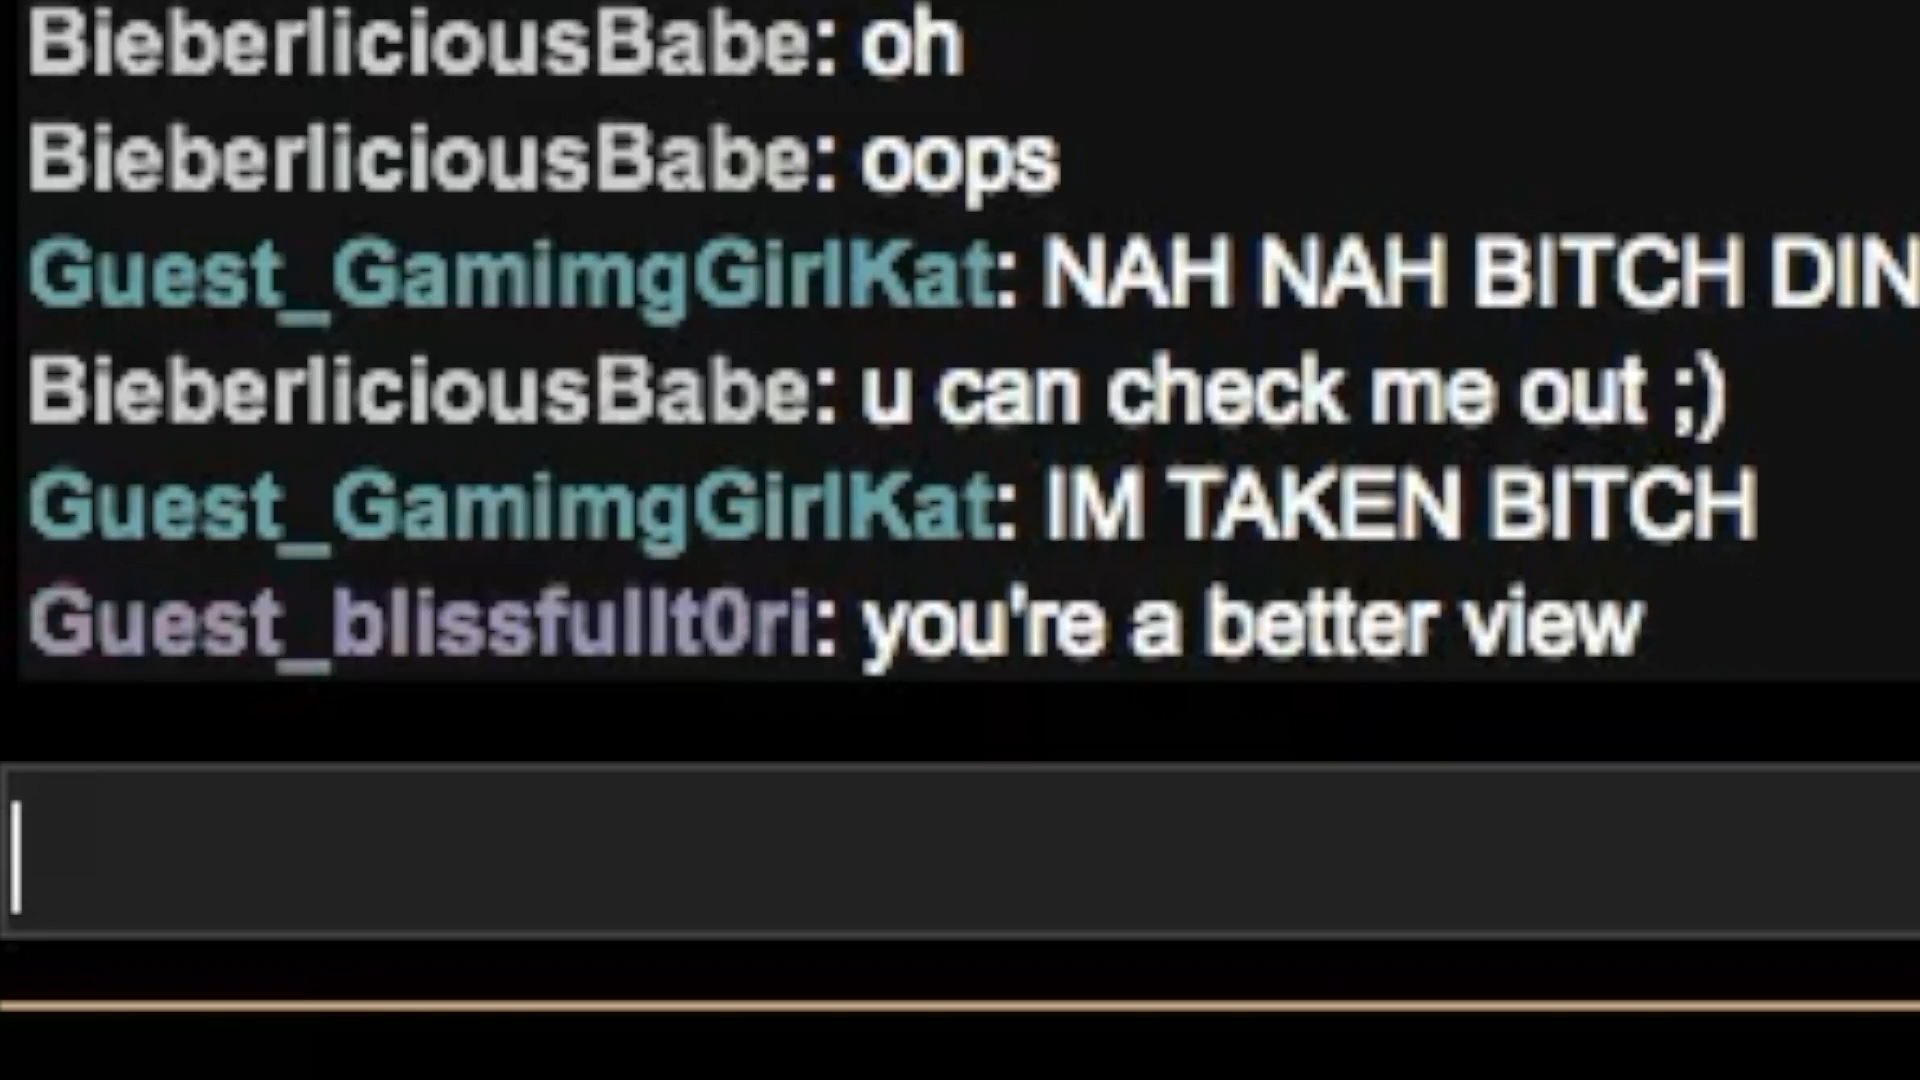 BieberliciousBabe: oh
BieberliciousBabe: oops
Guest_GamimgGirlKat: NAH NAH BITCH DIN
BieberliciousBabe: u can check me out ;)
Guest_GamimgGirlKat: IM TAKEN BITCH
Guest_blissfullt0ri: you're a better view